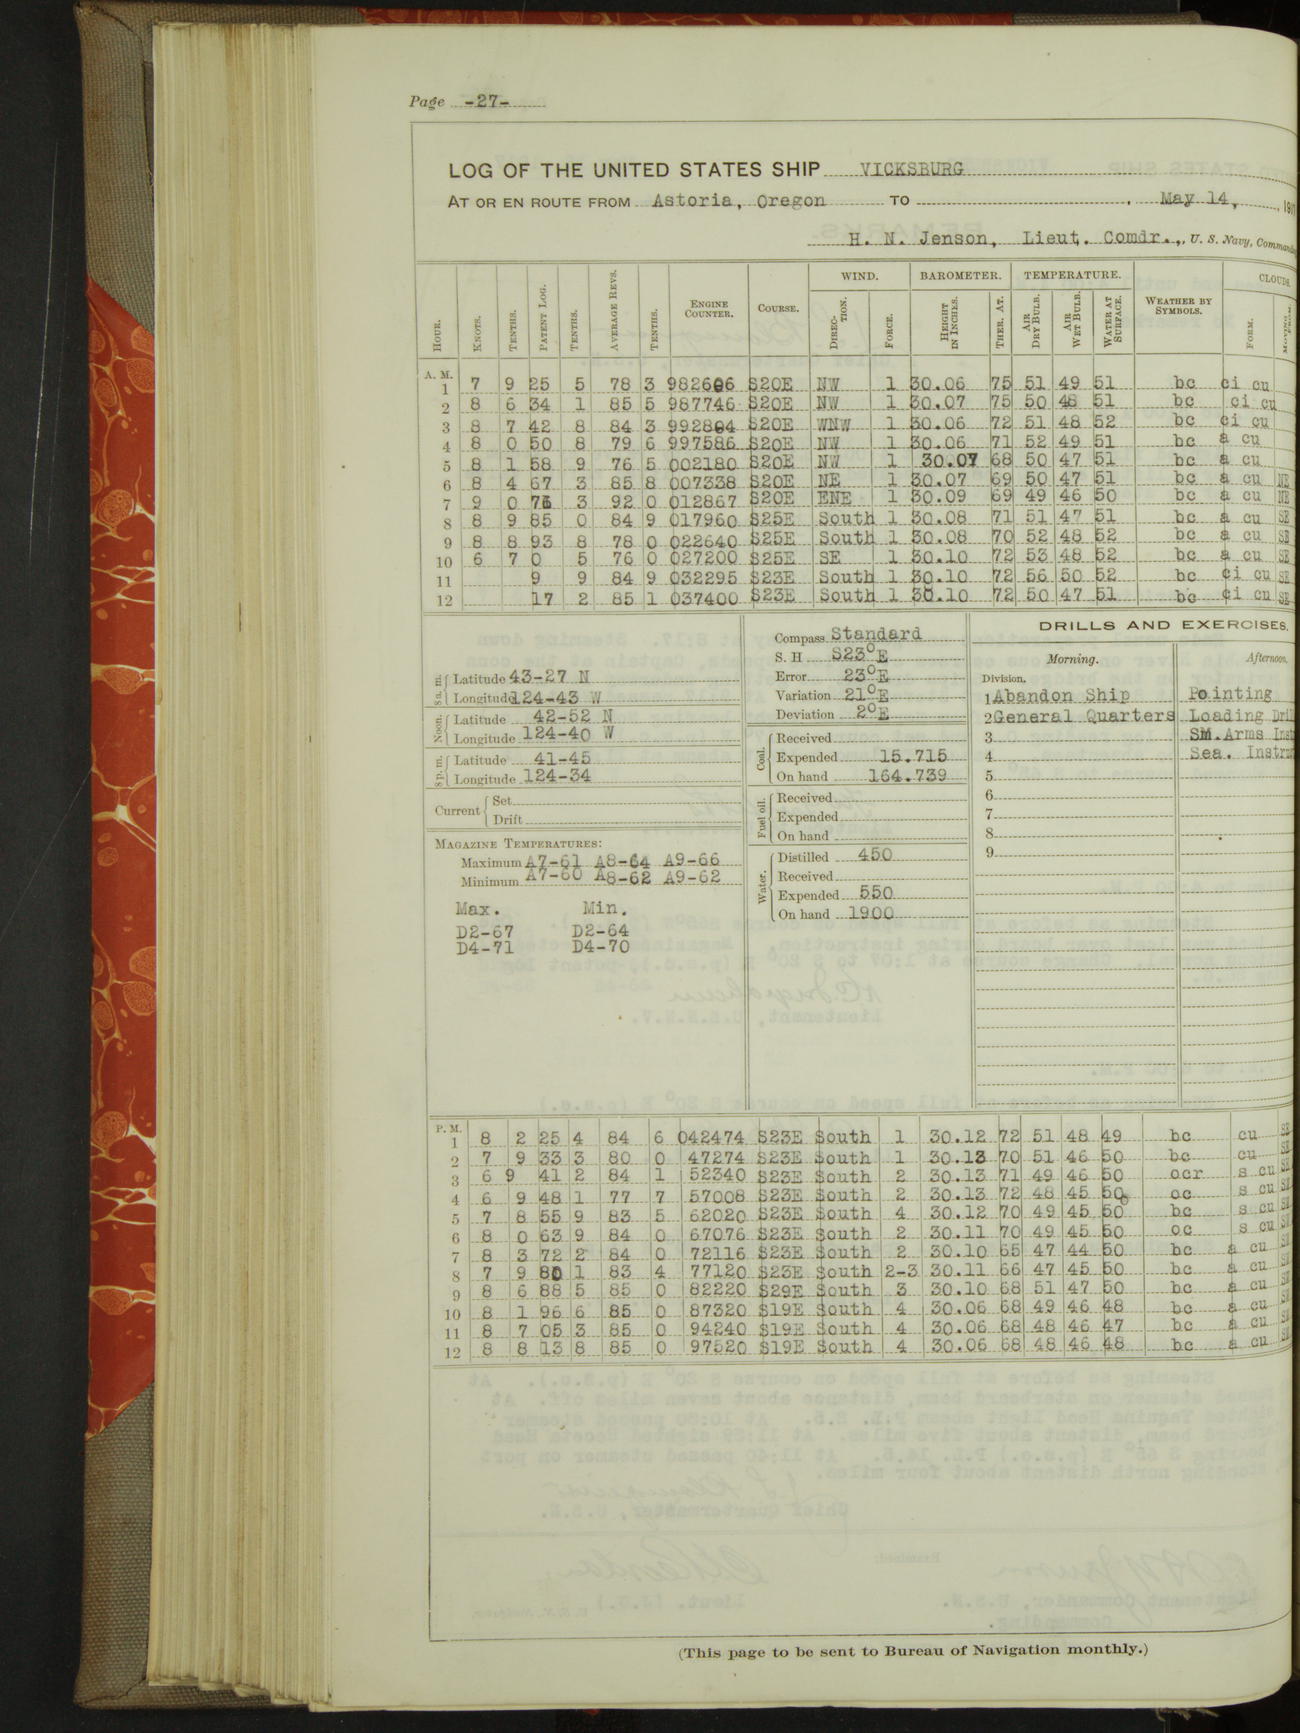 Page -27-
LOG OF THE UNITED STATES SHIP VICKSBURG
AT OR EN ROUTE FROM Astoria, Oregon TO , May 14, , 191
H. N. Jenson, Lieut. Comdr., U. S. Navy,
HOUR. KNOTS. TENTHS. PATENT LOG. TENTHS. AVERAGE REVS. TENTHS. ENGINE COUNTER. COURSE. WIND. DIRECTION. FORCE. BAROMETER. HEIGHT IN INCHES. THER. AT. TEMPERATURE. AIR DRY BULB. AIR WET BULB. WATER AT SURFACE. WEATHER BY SYMBOLS. CLOUDS. FORM. MOVING FROM.
A. M.
1 7 9 25 5 78 3 982606 S20E NW 1 30.06 75 51 49 51 bc ci cu
2 8 6 34 1 85 5 987746 S20E NW 1 30.07 75 50 48 51 bc ci cu
3 8 7 42 8 84 3 992804 S20E WNW 1 30.06 72 51 48 52 bc ci cu
4 8 0 50 8 79 6 997586 S20E NW 1 30.06 71 52 49 51 bc a cu
5 8 1 58 9 76 5 002180 S20E NW 1 30.07 68 50 47 51 bc a cu
6 8 4 67 3 85 8 007338 S20E NE 1 30.07 69 50 47 51 bc a cu NE
7 9 0 76 3 92 0 012867 S20E ENE 1 30.09 69 49 46 50 bc a cu NE
8 8 9 85 0 84 9 017960 S25E South 1 30.08 71 51 47 51 bc a cu SE
9 8 8 93 8 78 0 022640 S25E South 1 30.08 70 52 48 52 bc a cu SE
10 6 7 0 5 76 0 027200 S25E SE 1 30.10 72 53 48 52 bc a cu SE
11 9 9 84 9 032295 S23E South 1 30.10 72 56 50 52 bc ci cu SE
12 17 2 85 1 037400 S23E South 1 30.10 72 50 47 51 bc ci cu SE
8 a. m. Latitude 43-27 N
Longitude 124-43 W
Noon. Latitude 42-52 N
Longitude 124-40 W
8 p. m. Latitude 41-45
Longitude 124-34
Current Set
Drift
MAGAZINE TEMPERATURES:
Maximum A7-61 A8-64 A9-66
Minimum A7-60 A8-62 A9-62
Max. Min.
D2-67 D2-64
D4-71 D4-70
Compass Standard
S. H S23°E
Error 23°E
Variation 21°E
Deviation 2°E
Coal. Received
Expended 15.715
On hand 164.739
Fuel oil. Received
Expended
On hand
Water. Distilled 450
Received
Expended 550
On hand 1900
DRILLS AND EXERCISES.
Morning. Afternoon.
Division.
1 Abandon Ship Pointing
2 General Quarters Loading
3 Sm.Arms
4 Sea.
5
6
7
8
9
P. M.
1 8 2 25 4 84 6 042474 S23E South 1 30.12 72 51 48 49 bc cu SE
2 7 9 33 3 80 0 47274 S23E South 1 30.13 70 51 46 50 bc cu SE
3 6 9 41 2 84 1 52340 S23E South 2 30.13 71 49 46 50 ocr s cu SE
4 6 9 48 1 77 7 57008 S23E South 2 30.13 72 48 45 50 oc s cu
5 7 8 55 9 83 5 62020 S23E South 4 30.12 70 49 45 50 bc s cu
6 8 0 63 9 84 0 67076 S23E South 2 30.11 70 49 45 50 oc s cu
7 8 3 72 2 84 0 72116 S23E South 2 30.10 65 47 44 50 bc a cu
8 7 9 80 1 83 4 77120 S23E South 2-3 30.11 66 47 45 50 bc a cu
9 8 6 88 5 85 0 82220 S29E South 3 30.10 68 51 47 50 bc a cu
10 8 1 96 6 85 0 87320 S19E South 4 30.06 68 49 46 48 bc a cu
11 8 7 05 3 85 0 94240 S19E South 4 30.06 68 48 46 47 bc a cu
12 8 8 13 8 85 0 97520 S19E South 4 30.06 68 48 46 48 bc a cu
(This page to be sent to Bureau of Navigation monthly.)